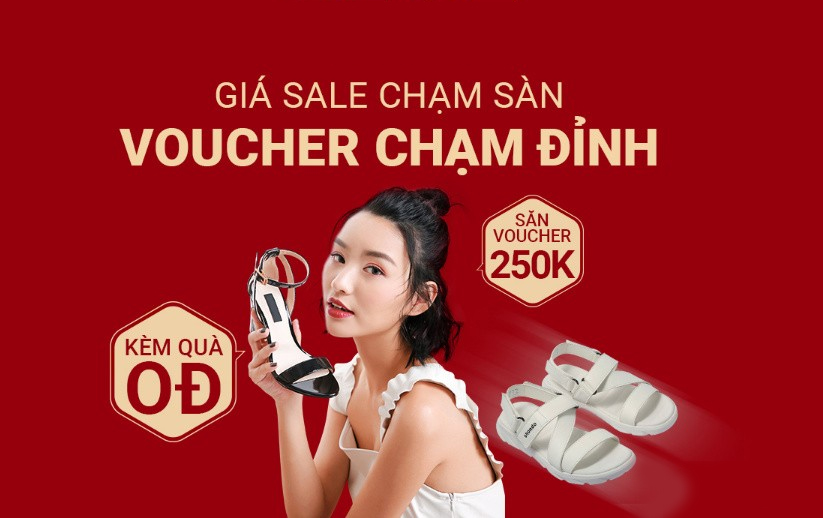 GIÁ SALE CHẠM SÀN
VOUCHER CHẠM ĐỈNH
SĂN
VOUCHER
250K
KÈM QUÀ
0Đ